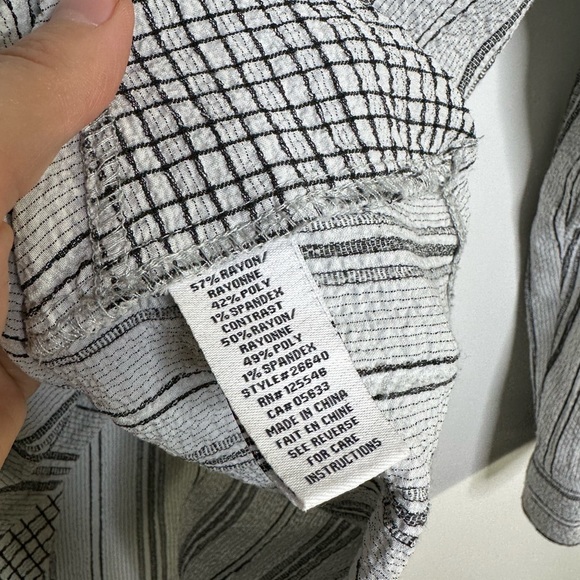 57% RAYON/
RAYONNE
42% POLY
1% SPANDEX
CONTRAST
50% RAYON/
RAYONNE
49% POLY
1% SPANDEX
STYLE# 26640
RN# 125546
CA# 05633
MADE IN CHINA
FAIT EN CHINE
SEE REVERSE
FOR CARE
INSTRUCTIONS